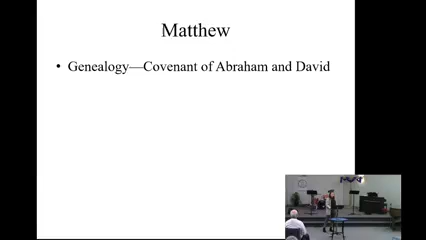 Matthew
• Genealogy—Covenant of Abraham and David